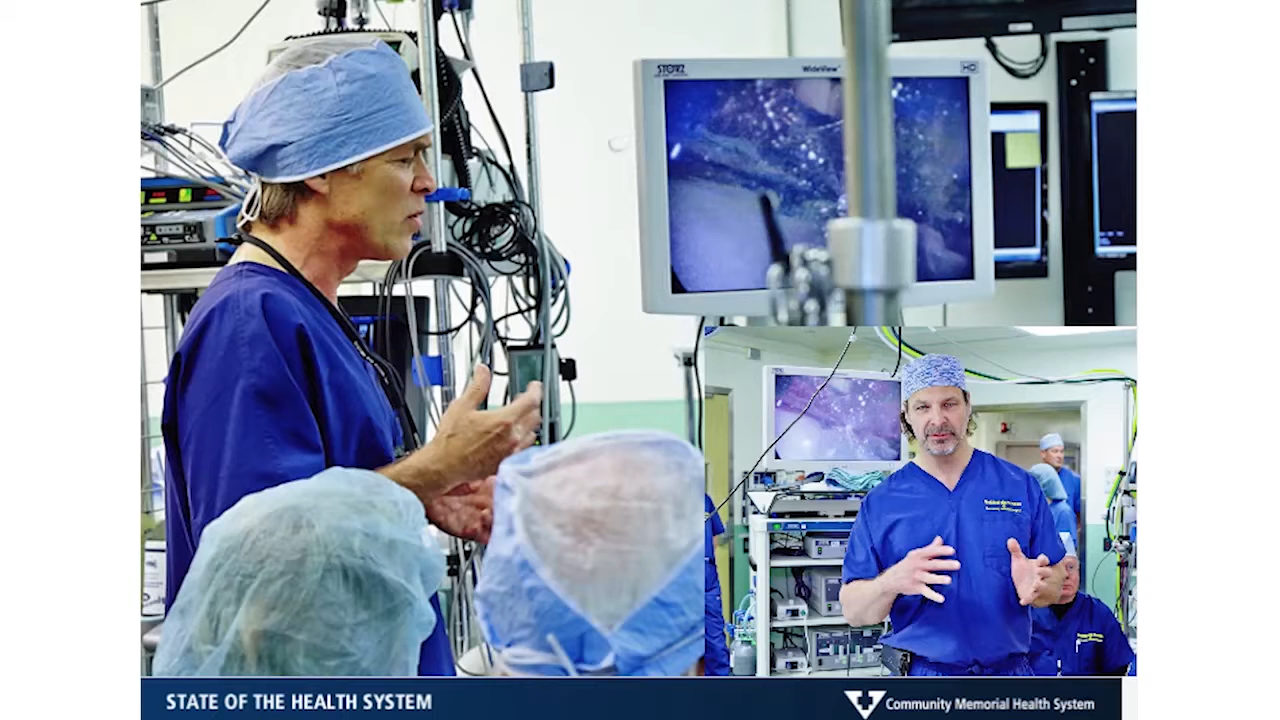 STORZ
WideView
HD
STATE OF THE HEALTH SYSTEM
Community Memorial Health System